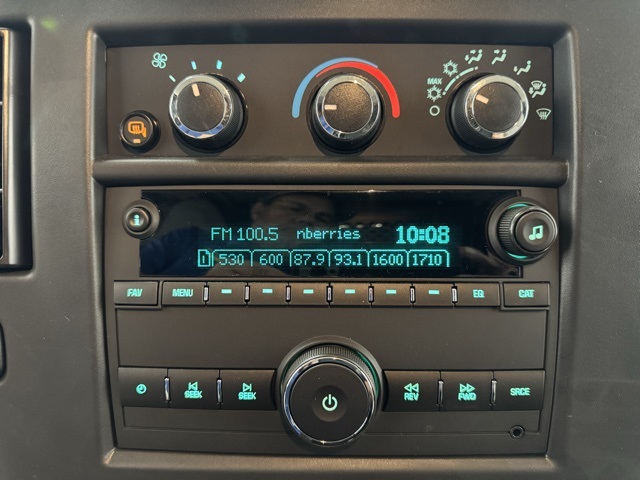 MAX
FM 100.5 nberries 10:08
1 530 600 87.9 93.1 1600 1710
FAV MENU EQ CAT
SEEK SEEK REV FWD SRCE